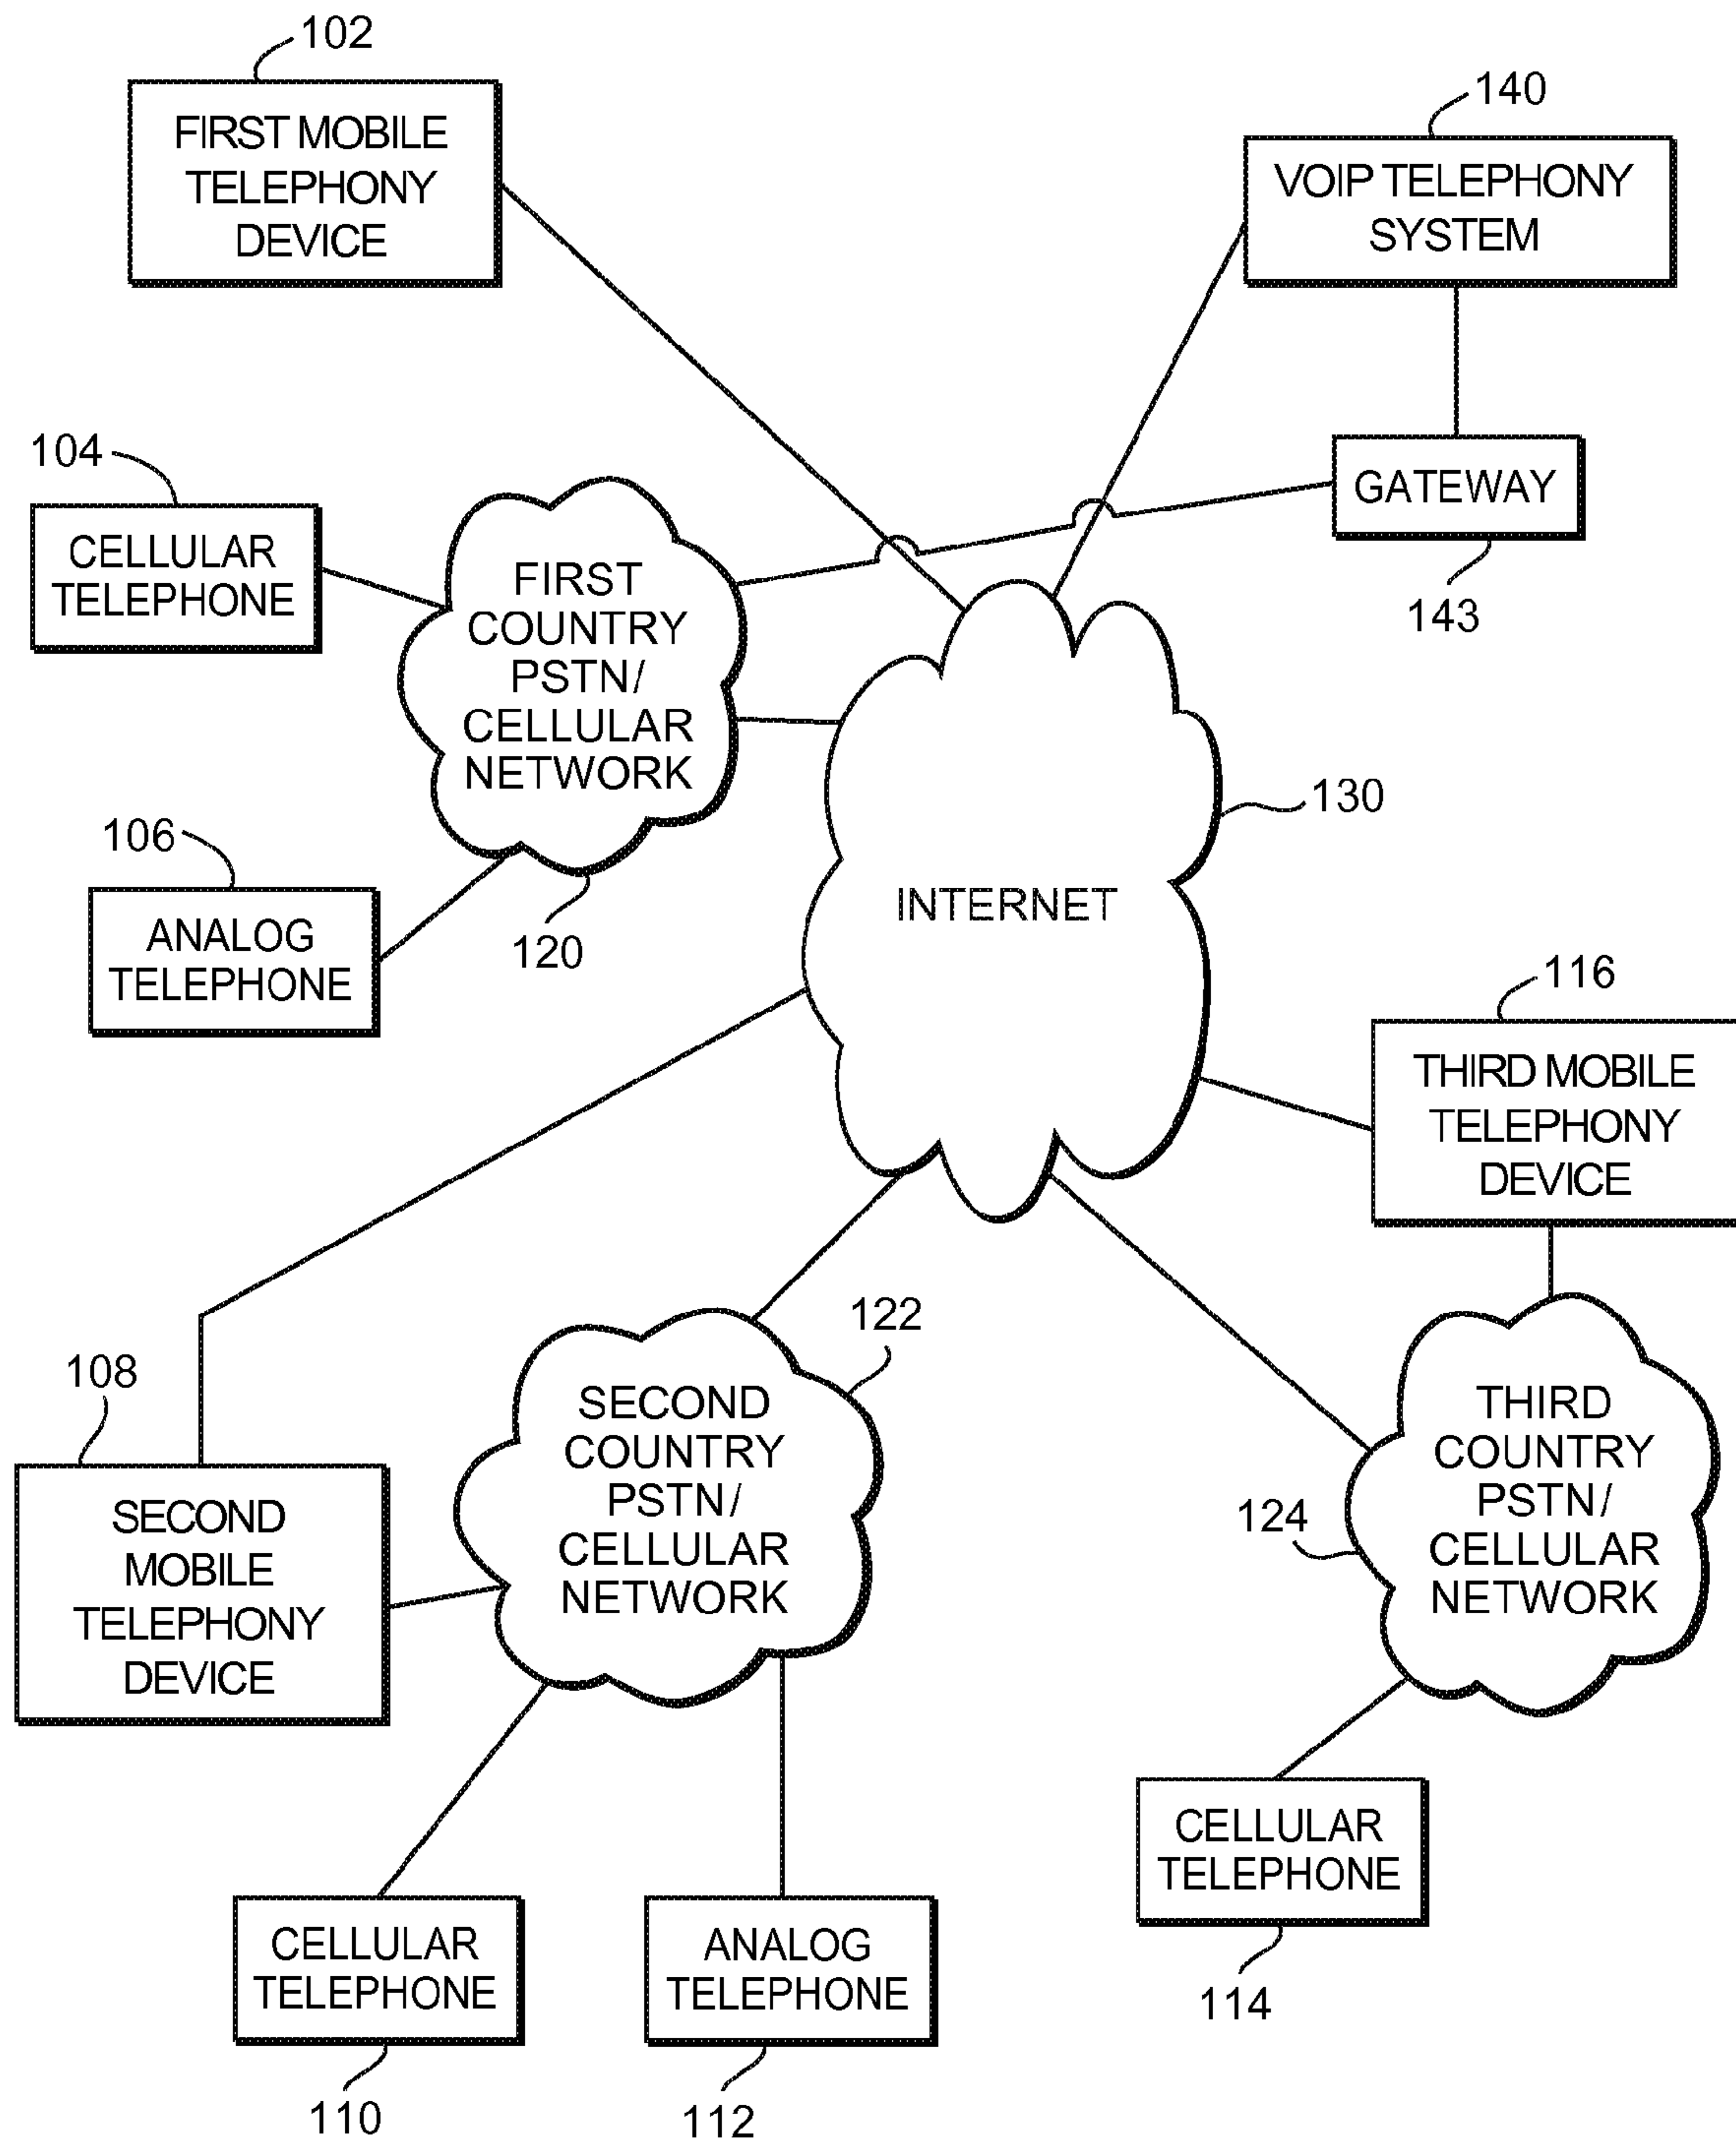 102
FIRST MOBILE
TELEPHONY
DEVICE
140
VOIP TELEPHONY
SYSTEM
104
CELLULAR
TELEPHONE
FIRST
COUNTRY
PSTN/
CELLULAR
NETWORK
GATEWAY
143
106
ANALOG
TELEPHONE
120
130
INTERNET
116
THIRD MOBILE
TELEPHONY
DEVICE
108
SECOND
MOBILE
TELEPHONY
DEVICE
122
SECOND
COUNTRY
PSTN/
CELLULAR
NETWORK
124
THIRD
COUNTRY
PSTN/
CELLULAR
NETWORK
CELLULAR
TELEPHONE
114
CELLULAR
TELEPHONE
110
ANALOG
TELEPHONE
112